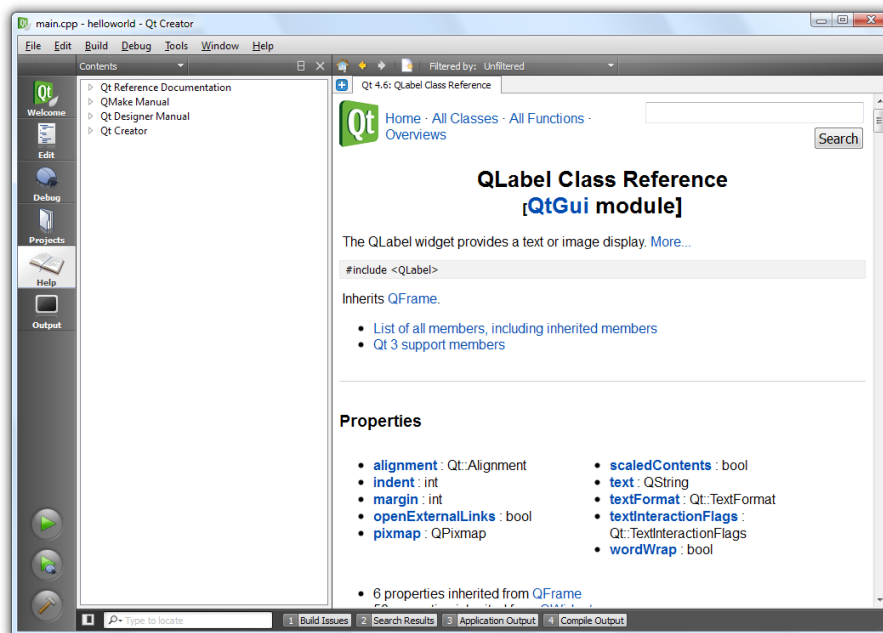 main.cpp - helloworld - Qt Creator
File Edit Build Debug Tools Window Help
Contents
Filtered by: Unfiltered
Qt 4.6: QLabel Class Reference
Qt
Welcome
Edit
Debug
Projects
Help
Output
Qt Reference Documentation
QMake Manual
Qt Designer Manual
Qt Creator
Qt
Home · All Classes · All Functions ·
Overviews
Search
QLabel Class Reference
[QtGui module]
The QLabel widget provides a text or image display. More...
#include <QLabel>
Inherits QFrame.
List of all members, including inherited members
Qt 3 support members
Properties
alignment : Qt::Alignment
indent : int
margin : int
openExternalLinks : bool
pixmap : QPixmap
scaledContents : bool
text : QString
textFormat : Qt::TextFormat
textInteractionFlags :
Qt::TextInteractionFlags
wordWrap : bool
6 properties inherited from QFrame
Type to locate
1 Build Issues 2 Search Results 3 Application Output 4 Compile Output